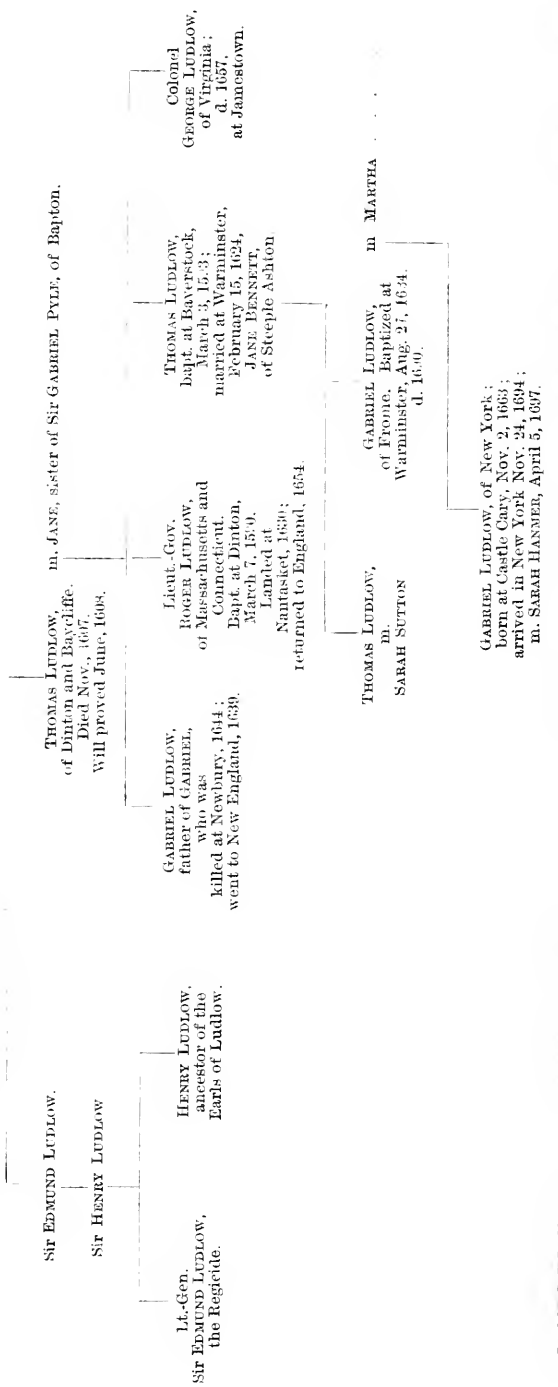 Sir EDMUND LUDLOW.
Sir HENRY LUDLOW
Lt.-Gen.
Sir EDMUND LUDLOW,
the Regicide.
HENRY LUDLOW,
ancestor of the
Earls of Ludlow.
THOMAS LUDLOW,
of Dinton and Baycliffe.
Died Nov., 1607.
Will proved June, 1608.
m. JANE, sister of Sir GABRIEL PYLE, of Bapton.
GABRIEL LUDLOW,
father of GABRIEL,
who was
killed at Newbury, 1644;
went to New England, 1639.
Lieut.-Gov.
ROGER LUDLOW,
of Massachusetts and
Connecticut.
Bapt. at Dinton,
March 7, 1590.
Landed at
Nantasket, 1630;
returned to England, 1654.
THOMAS LUDLOW,
bapt. at Baverstock,
March 3,
married at Warminster,
February 15, 1624,
JANE BENNETT,
of Steeple Ashton
Colonel
GEORGE LUDLOW,
of Virginia;
d. 1657,
at Jamestown.
THOMAS LUDLOW,
m.
SARAH SUTTON
GABRIEL LUDLOW,
of Frome. Baptized at
Warminster, Aug. 27, 1634.
d.
m MARTHA . . . .
GABRIEL LUDLOW, of New York;
born at Castle Cary, Nov. 2, 1663;
arrived in New York Nov. 24, 1694;
m. SARAH HANMER, April 5, 1697.